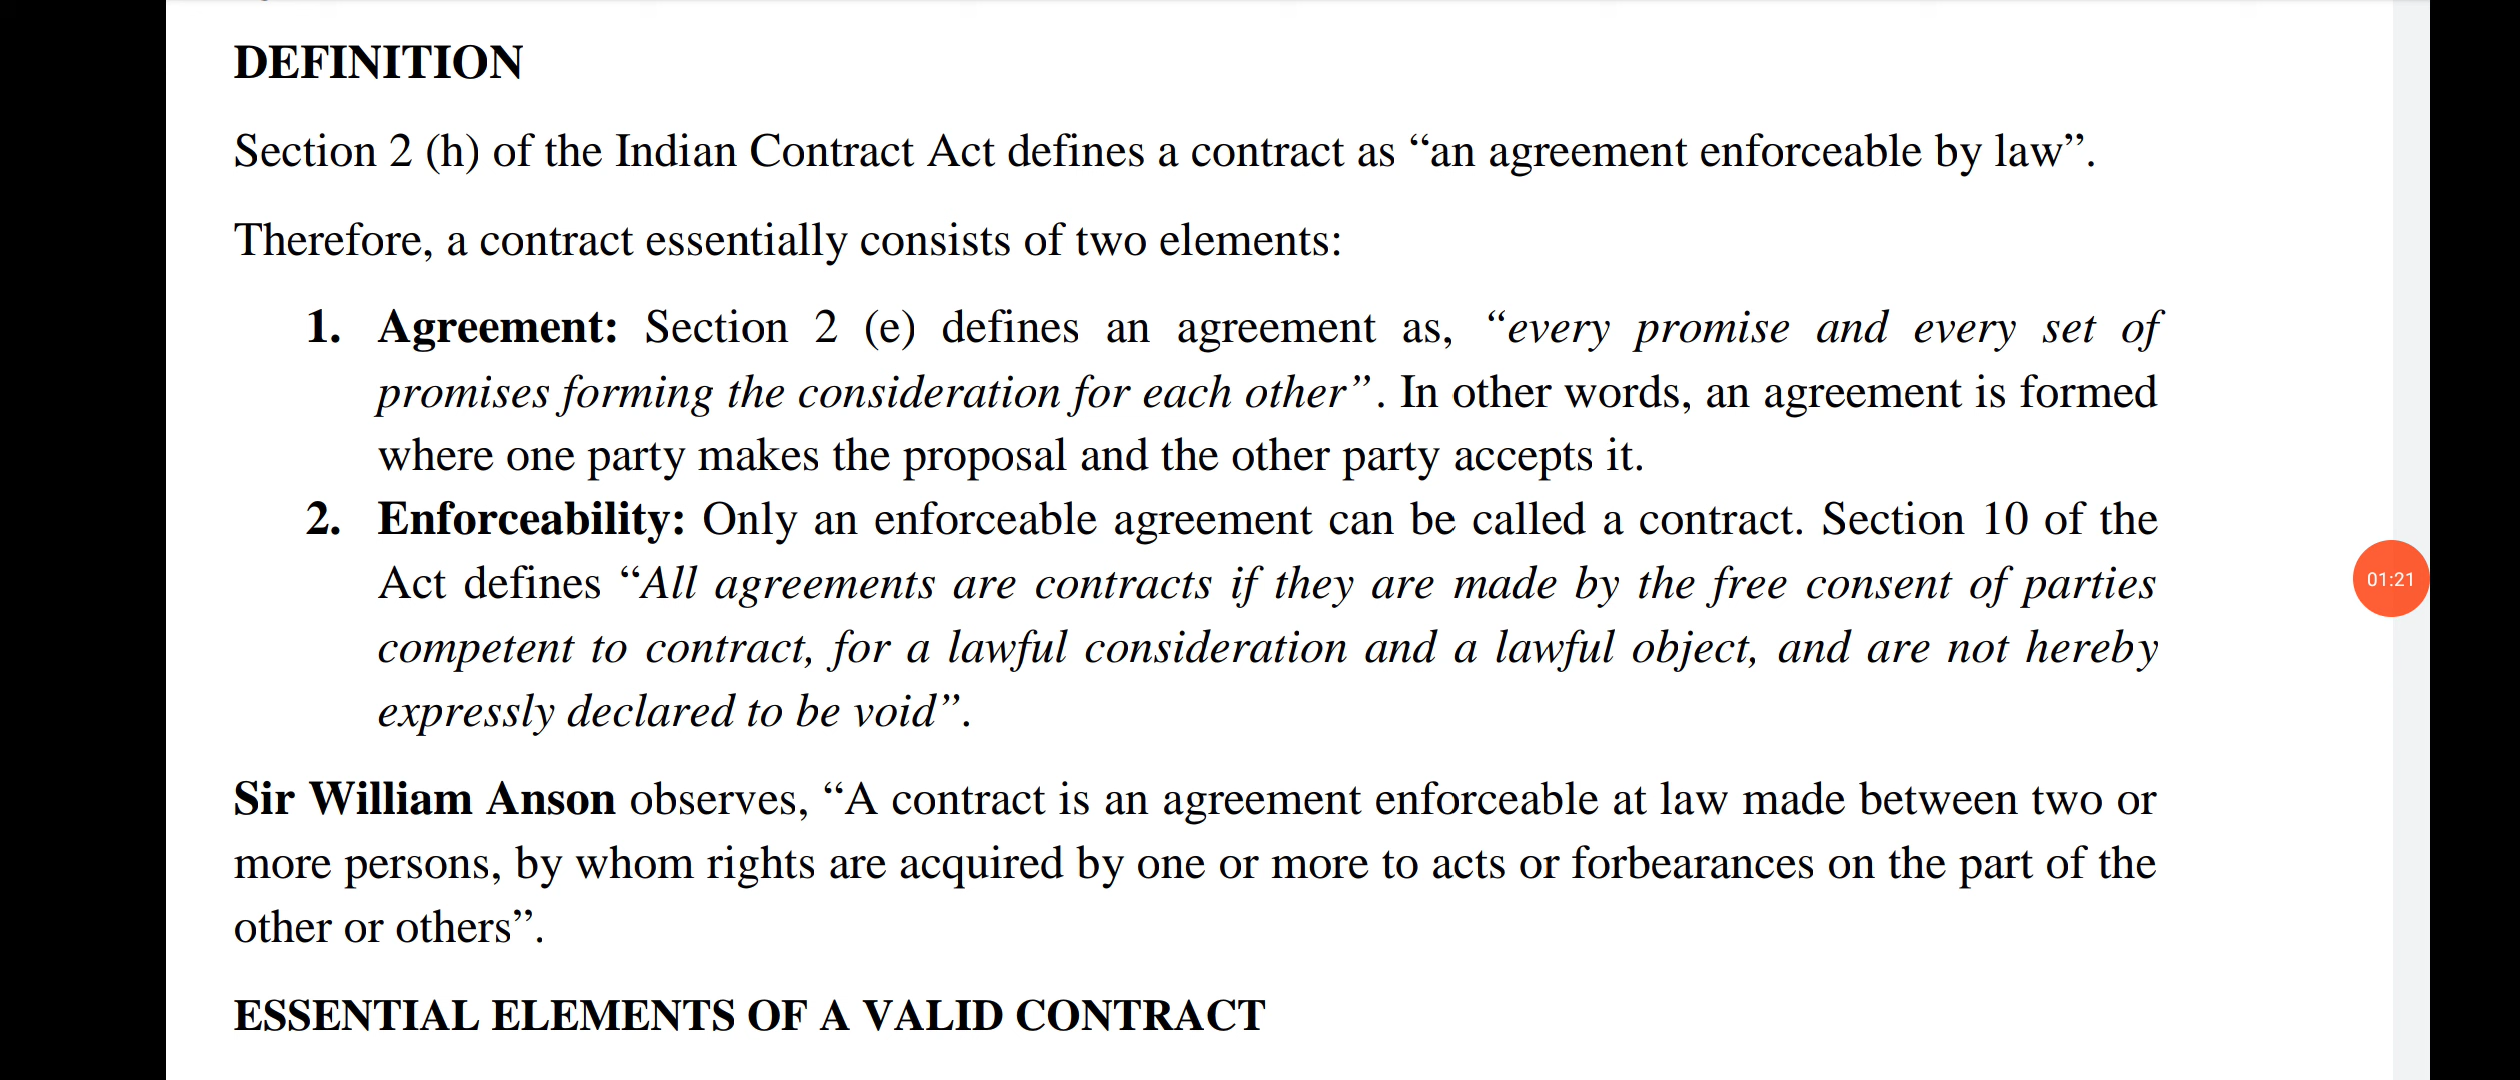 DEFINITION
Section 2 (h) of the Indian Contract Act defines a contract as “an agreement enforceable by law”.
Therefore, a contract essentially consists of two elements:
1. Agreement: Section 2 (e) defines an agreement as, “every promise and every set of
promises forming the consideration for each other”. In other words, an agreement is formed
where one party makes the proposal and the other party accepts it.
2. Enforceability: Only an enforceable agreement can be called a contract. Section 10 of the
Act defines “All agreements are contracts if they are made by the free consent of parties
competent to contract, for a lawful consideration and a lawful object, and are not hereby
expressly declared to be void”.
01:21
Sir William Anson observes, “A contract is an agreement enforceable at law made between two or
more persons, by whom rights are acquired by one or more to acts or forbearances on the part of the
other or others”.
ESSENTIAL ELEMENTS OF A VALID CONTRACT